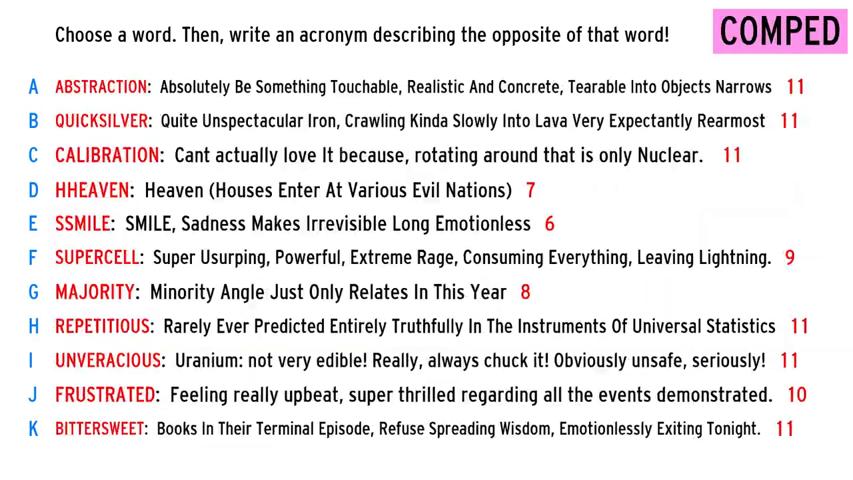 Choose a word. Then, write an acronym describing the opposite of that word!
COMPED
A ABSTRACTION: Absolutely Be Something Touchable, Realistic And Concrete, Tearable Into Objects Narrows 11
B QUICKSILVER: Quite Unspectacular Iron, Crawling Kinda Slowly Into Lava Very Expectantly Rearmost 11
C CALIBRATION: Cant actually love It because, rotating around that is only Nuclear. 11
D HHEAVEN: Heaven (Houses Enter At Various Evil Nations) 7
E SSMILE: SMILE, Sadness Makes Irrevisible Long Emotionless 6
F SUPERCELL: Super Usurping, Powerful, Extreme Rage, Consuming Everything, Leaving Lightning. 9
G MAJORITY: Minority Angle Just Only Relates In This Year 8
H REPETITIOUS: Rarely Ever Predicted Entirely Truthfully In The Instruments Of Universal Statistics 11
I UNVERACIOUS: Uranium: not very edible! Really, always chuck it! Obviously unsafe, seriously! 11
J FRUSTRATED: Feeling really upbeat, super thrilled regarding all the events demonstrated. 10
K BITTERSWEET: Books In Their Terminal Episode, Refuse Spreading Wisdom, Emotionlessly Exiting Tonight. 11